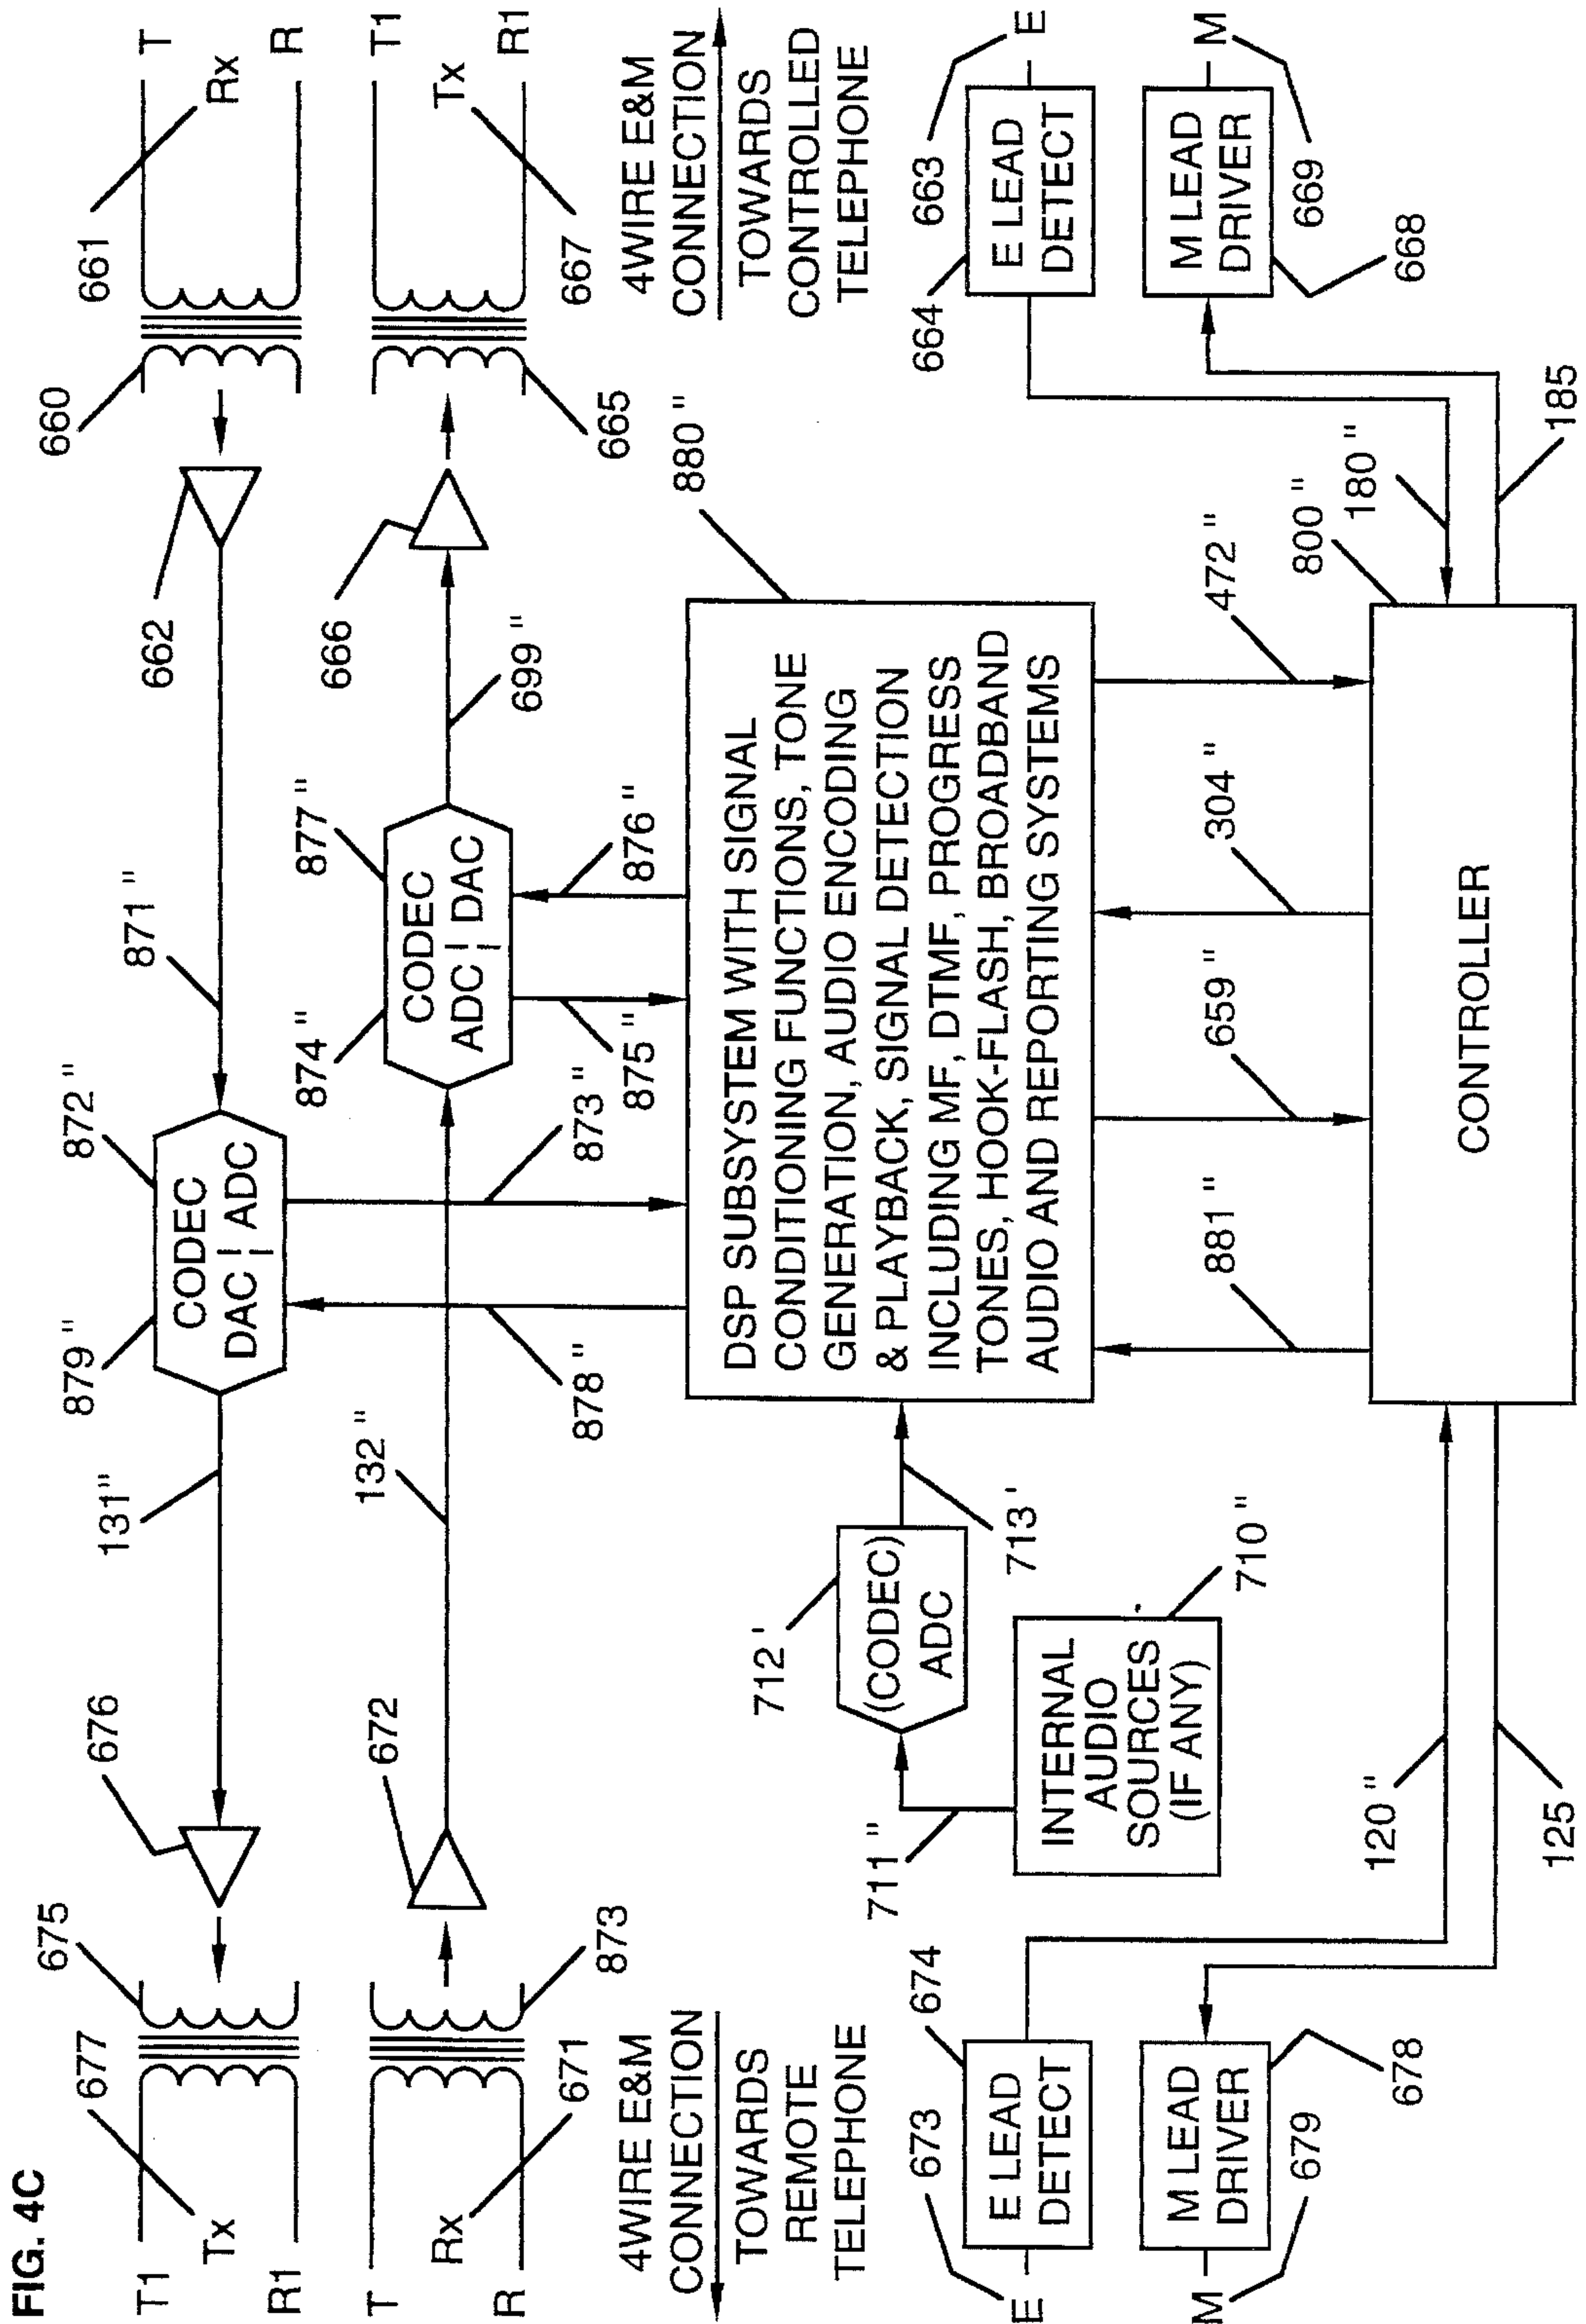 FIG. 4C
T1
Tx
R1
677
675
676
131"
879"
872"
CODEC
DAC | ADC
871"
662
660
661
T
Rx
R
T
Rx
R
671
873
672
132"
874"
877"
CODEC
ADC | DAC
699"
666
665
667
T1
Tx
R1
878"
873"
875"
876"
880"
4WIRE E&M
CONNECTION
TOWARDS
REMOTE
TELEPHONE
4WIRE E&M
CONNECTION
TOWARDS
CONTROLLED
TELEPHONE
DSP SUBSYSTEM WITH SIGNAL
CONDITIONING FUNCTIONS, TONE
GENERATION, AUDIO ENCODING
& PLAYBACK, SIGNAL DETECTION
INCLUDING MF, DTMF, PROGRESS
TONES, HOOK-FLASH, BROADBAND
AUDIO AND REPORTING SYSTEMS
712'
(CODEC)
ADC
713'
711"
INTERNAL
AUDIO
SOURCES
(IF ANY)
710"
673
674
E
E LEAD
DETECT
M
M LEAD
DRIVER
679
678
664
663
E LEAD
DETECT
E
M LEAD
DRIVER
M
669
668
881"
659"
304"
472"
800"
180"
185
120"
125
CONTROLLER